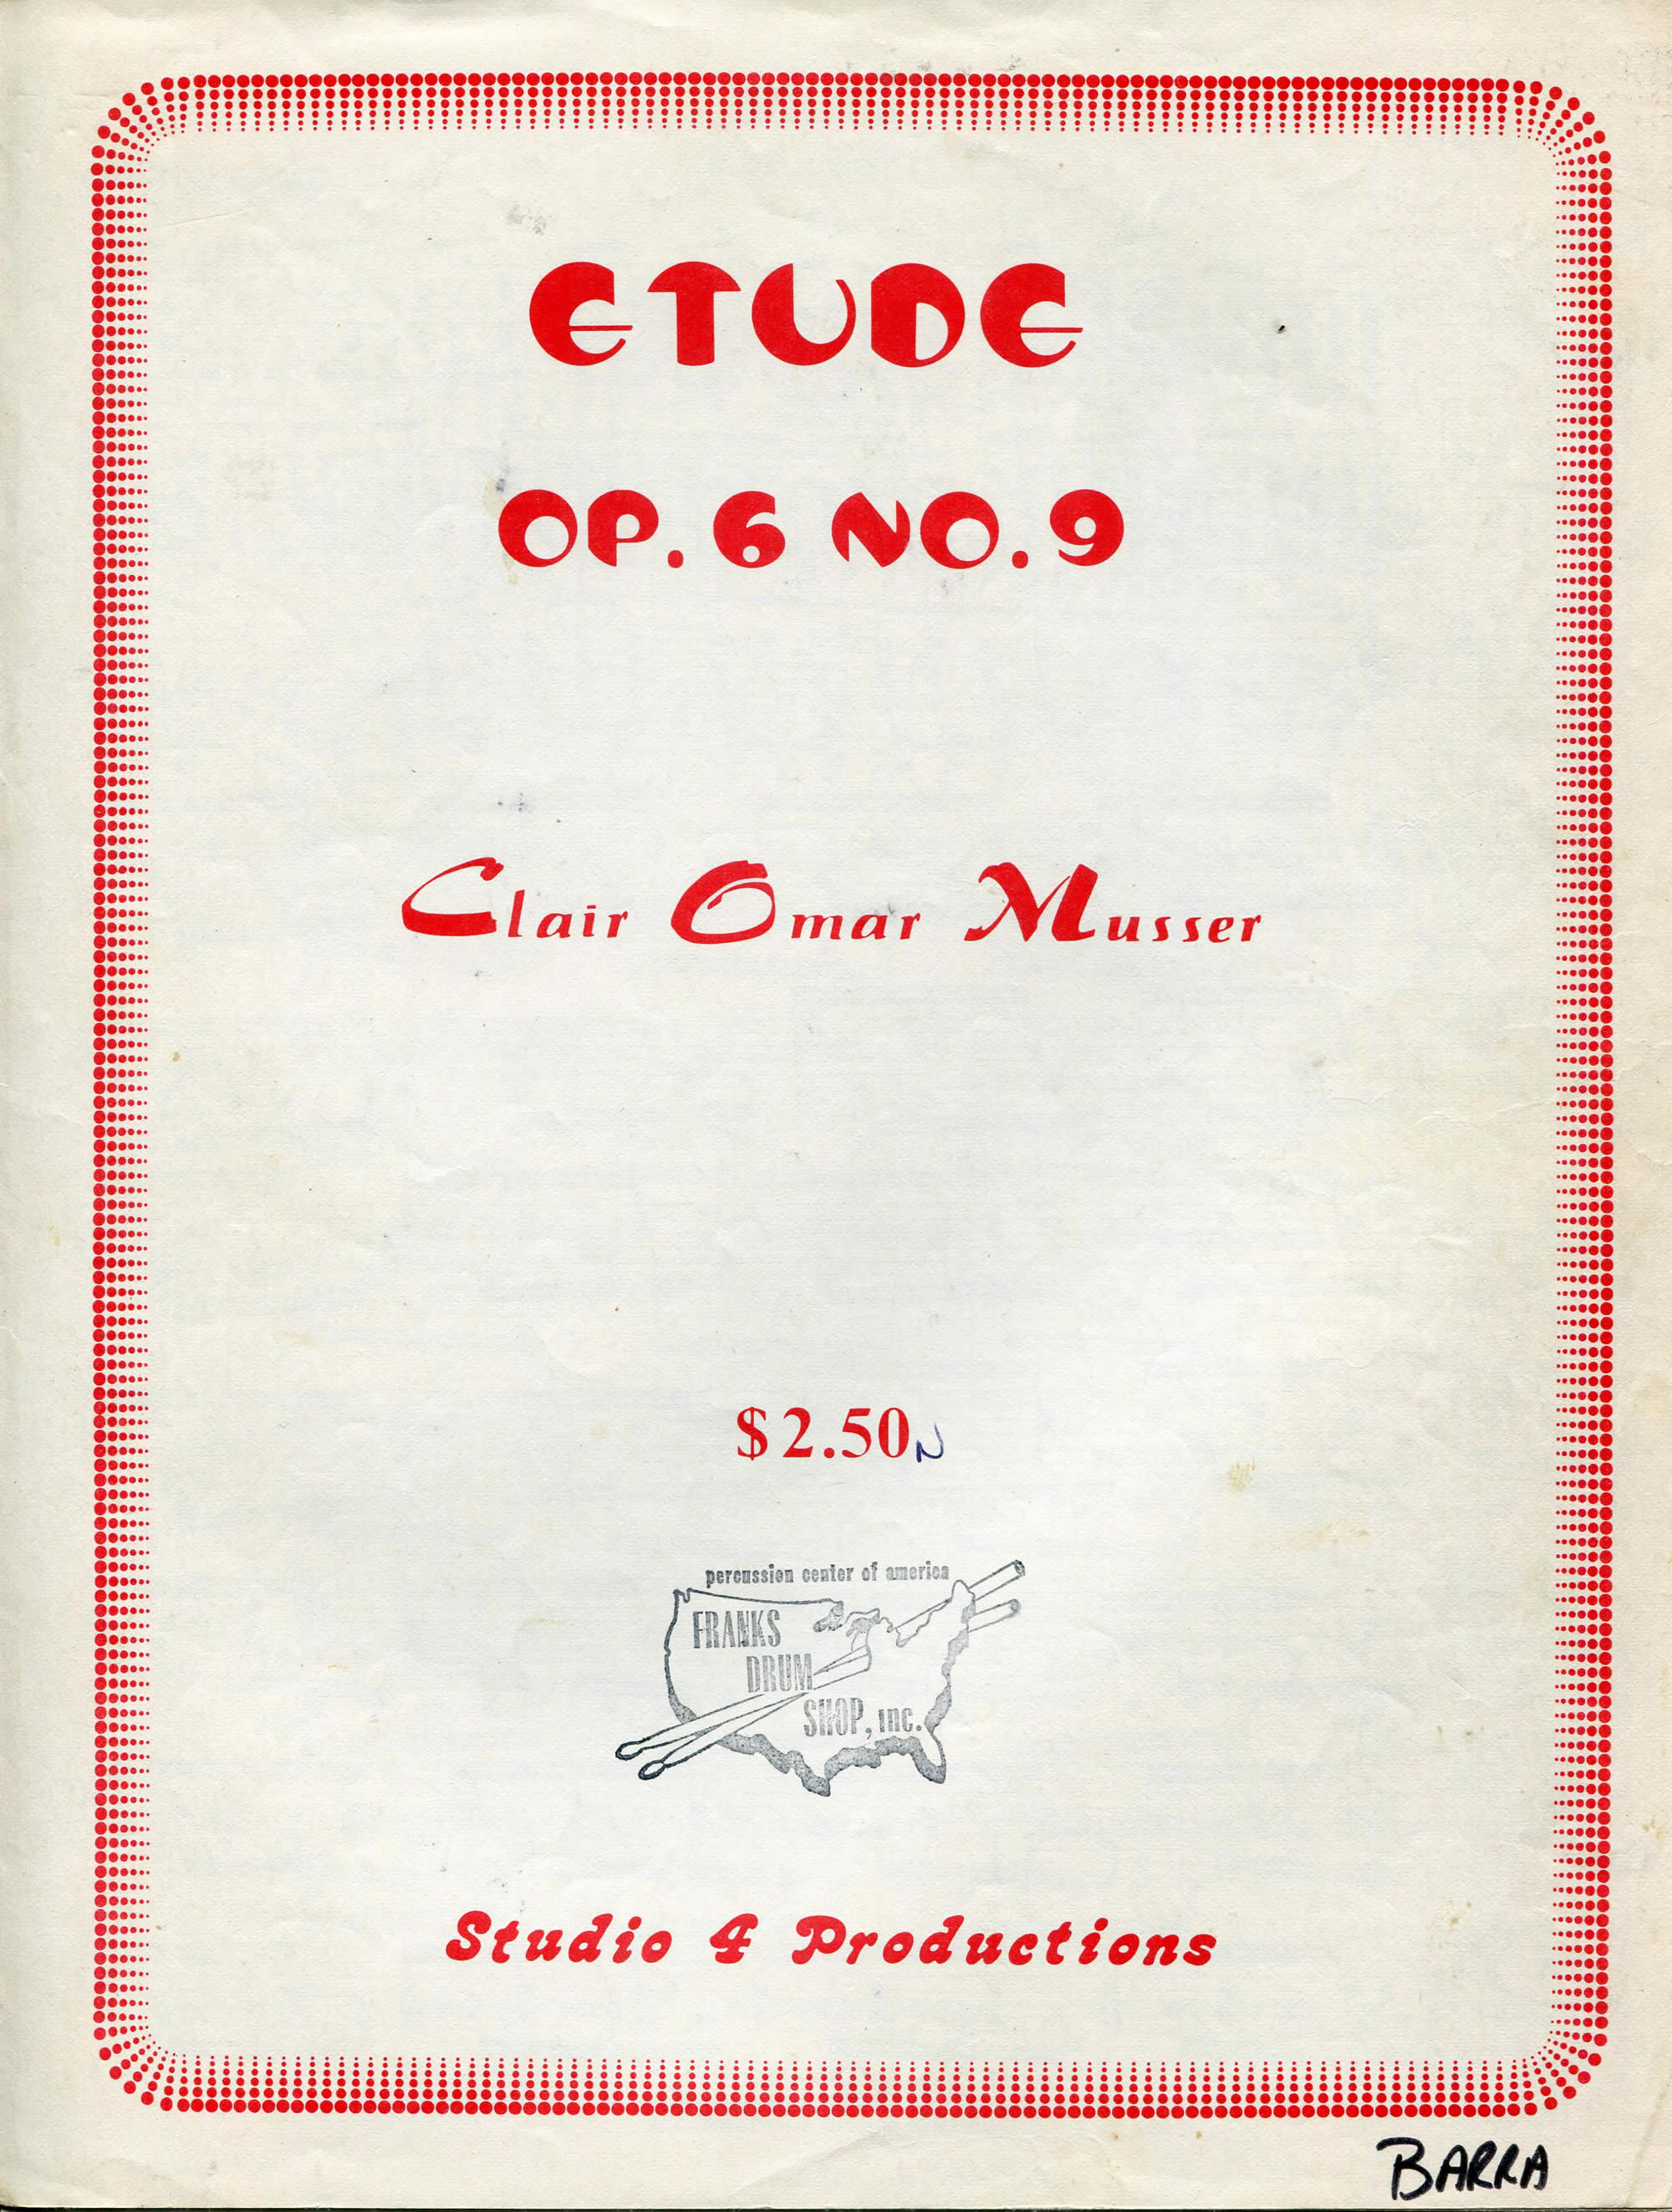 ETUDE
OP. 6 NO. 9
Clair Omar Musser
$2.50 N
percussion center of america
FRANKS
DRUM
SHOP, inc.
Studio 4 Productions
BARRA